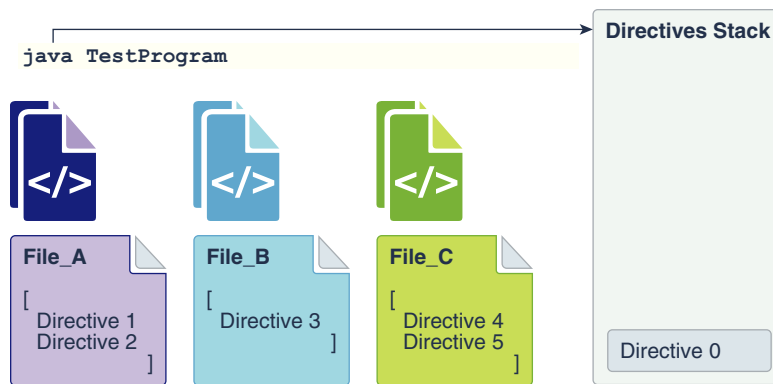 Directives Stack
java TestProgram
</>
</>
</>
File_A
[
Directive 1
Directive 2
]
File_B
[
Directive 3
]
File_C
[
Directive 4
Directive 5
]
Directive 0